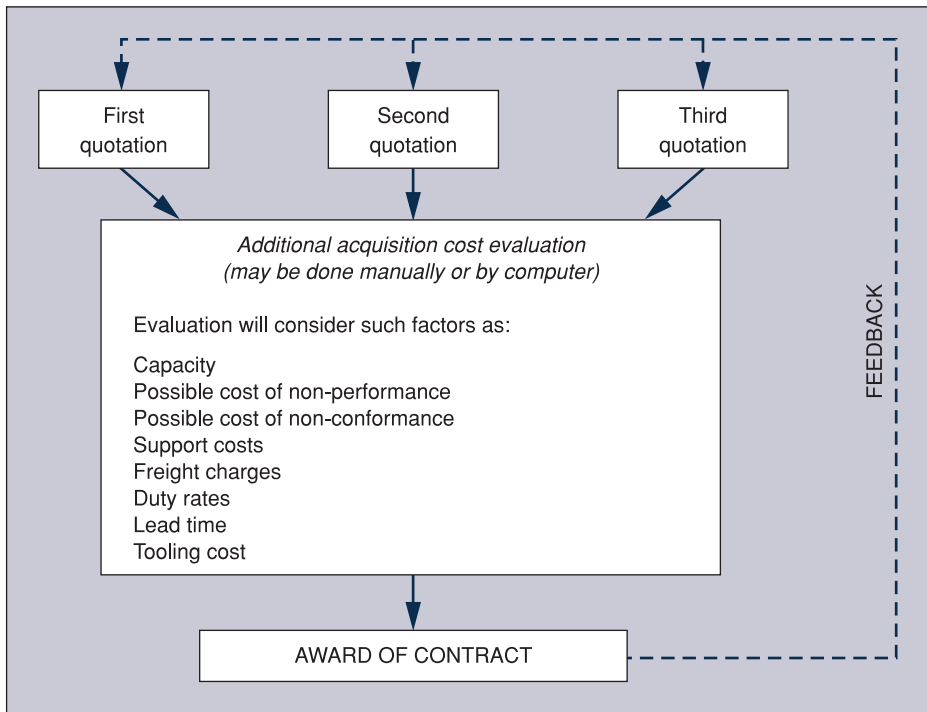 First
quotation
Second
quotation
Third
quotation
Additional acquisition cost evaluation
(may be done manually or by computer)
Evaluation will consider such factors as:
Capacity
Possible cost of non-performance
Possible cost of non-conformance
Support costs
Freight charges
Duty rates
Lead time
Tooling cost
FEEDBACK
AWARD OF CONTRACT